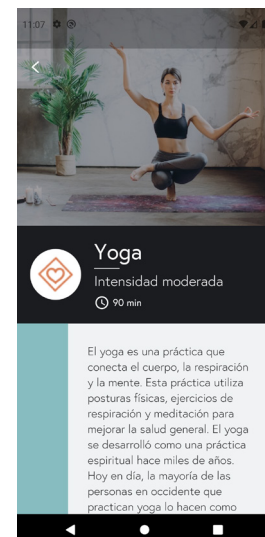 11:07
Yoga
Intensidad moderada
90 min
El yoga es una práctica que
conecta el cuerpo, la respiración
y la mente. Esta práctica utiliza
posturas físicas, ejercicios de
respiración y meditación para
mejorar la salud general. El yoga
se desarrolló como una práctica
espiritual hace miles de años.
Hoy en día, la mayoría de las
personas en occidente que
practican yoga lo hacen como